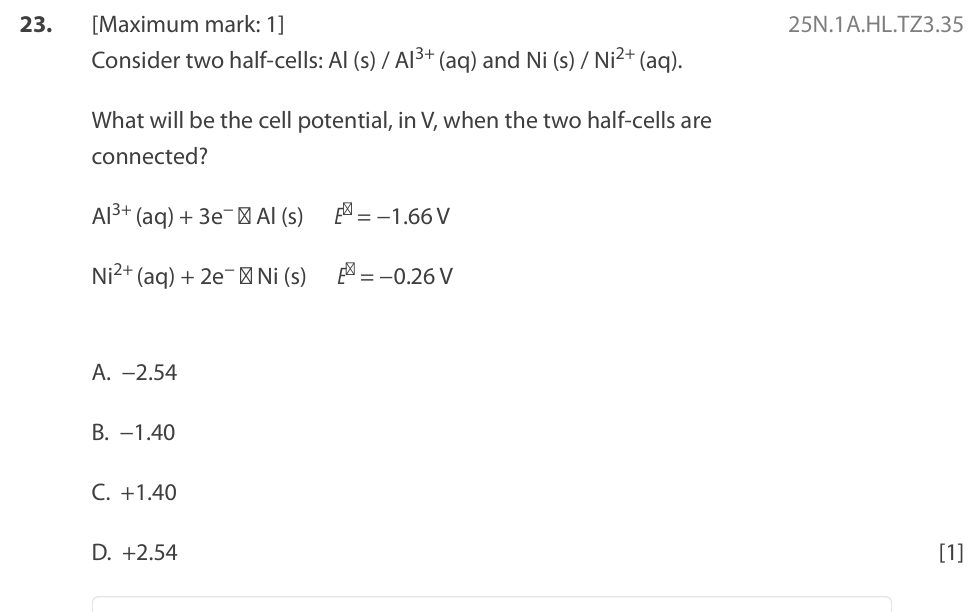 23. [Maximum mark: 1] 25N.1A.HL.TZ3.35
Consider two half-cells: Al (s) / Al³⁺ (aq) and Ni (s) / Ni²⁺ (aq).
What will be the cell potential, in V, when the two half-cells are
connected?
Al³⁺ (aq) + 3e⁻ ☒ Al (s) E☒ = −1.66 V
Ni²⁺ (aq) + 2e⁻ ☒ Ni (s) E☒ = −0.26 V
A. −2.54
B. −1.40
C. +1.40
D. +2.54 [1]